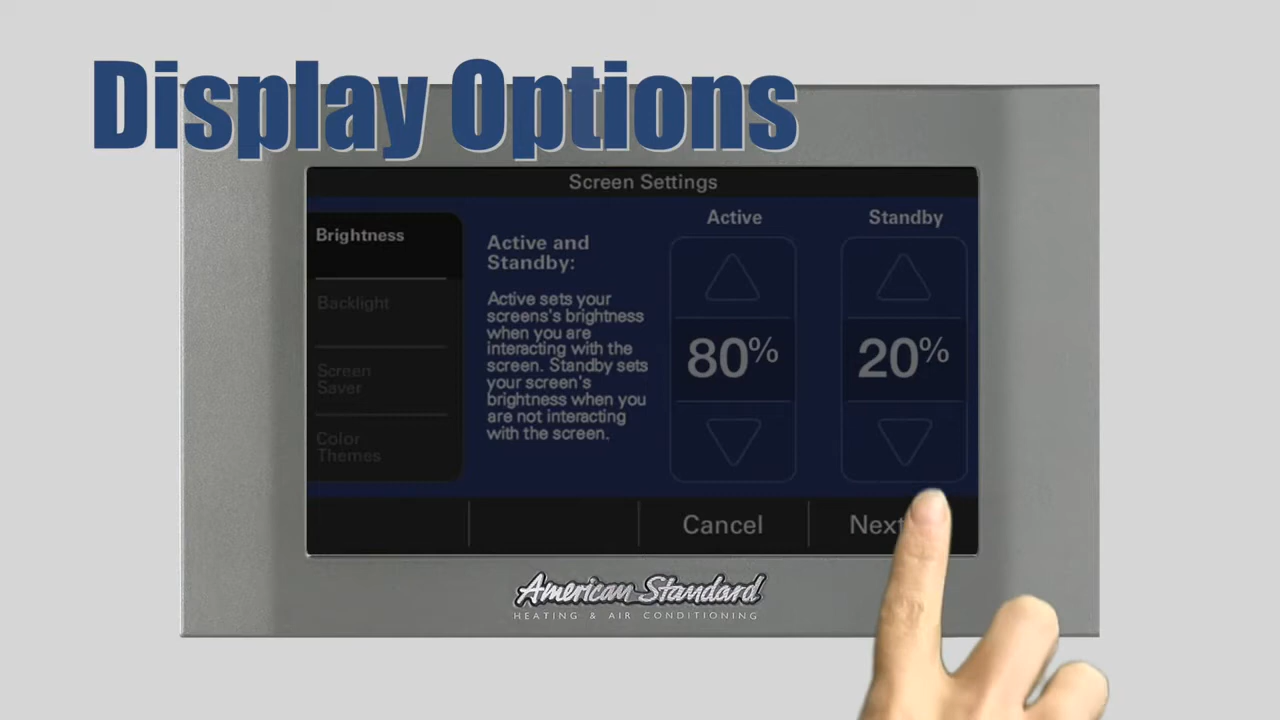 Display Options
Screen Settings
Brightness
Backlight
Screen
Saver
Color
Themes
Active and
Standby:
Active sets your
screens's brightness
when you are
interacting with the
screen. Standby sets
your screen's
brightness when you
are not interacting
with the screen.
Active
80%
Standby
20%
Cancel
Next
American Standard
HEATING & AIR CONDITIONING